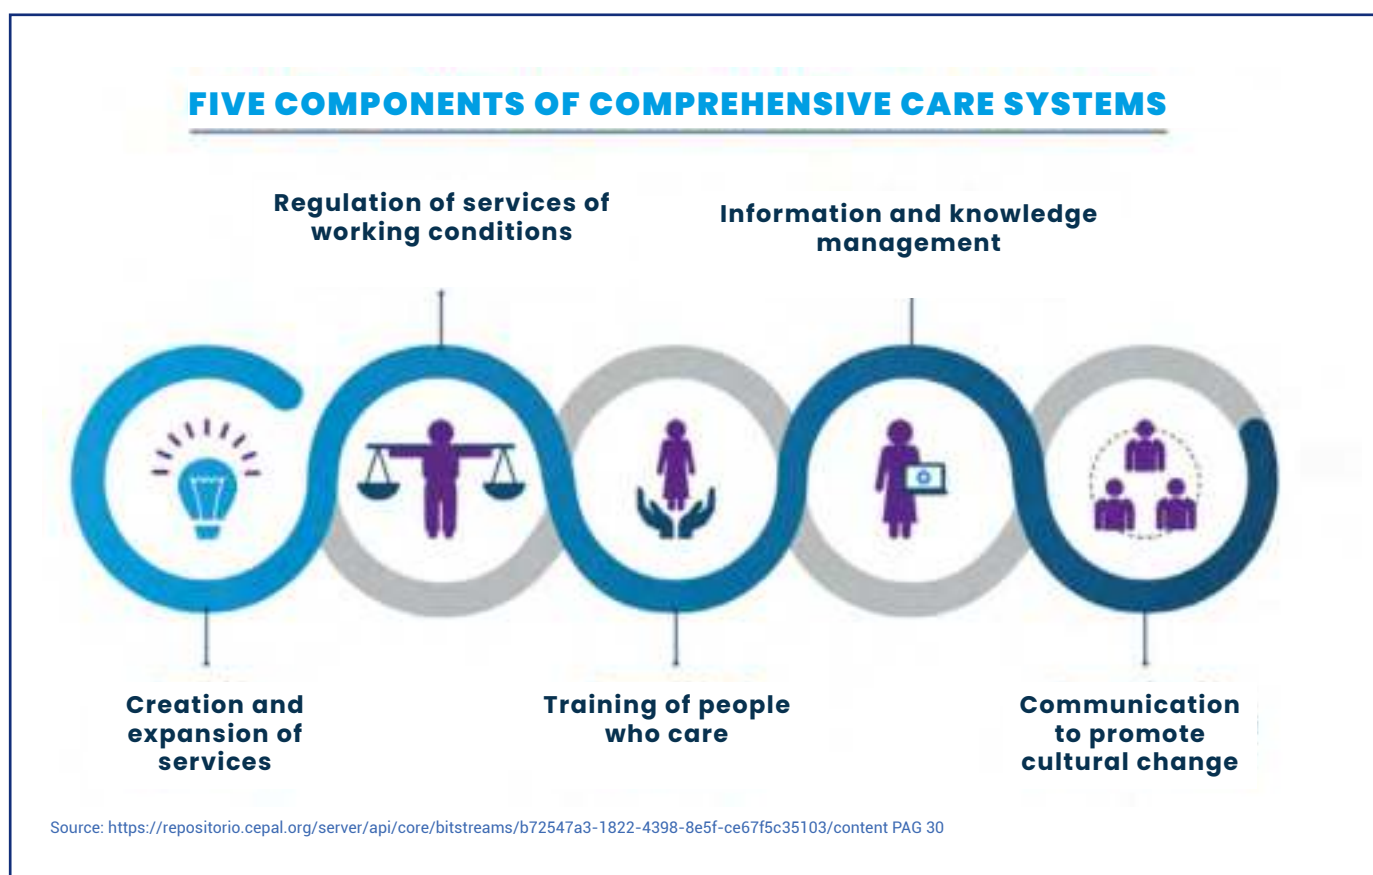 FIVE COMPONENTS OF COMPREHENSIVE CARE SYSTEMS
Regulation of services of
working conditions
Information and knowledge
management
Creation and
expansion of
services
Training of people
who care
Communication
to promote
cultural change
Source: https://repositorio.cepal.org/server/api/core/bitstreams/b72547a3-1822-4398-8e5f-ce67f5c35103/content PAG 30